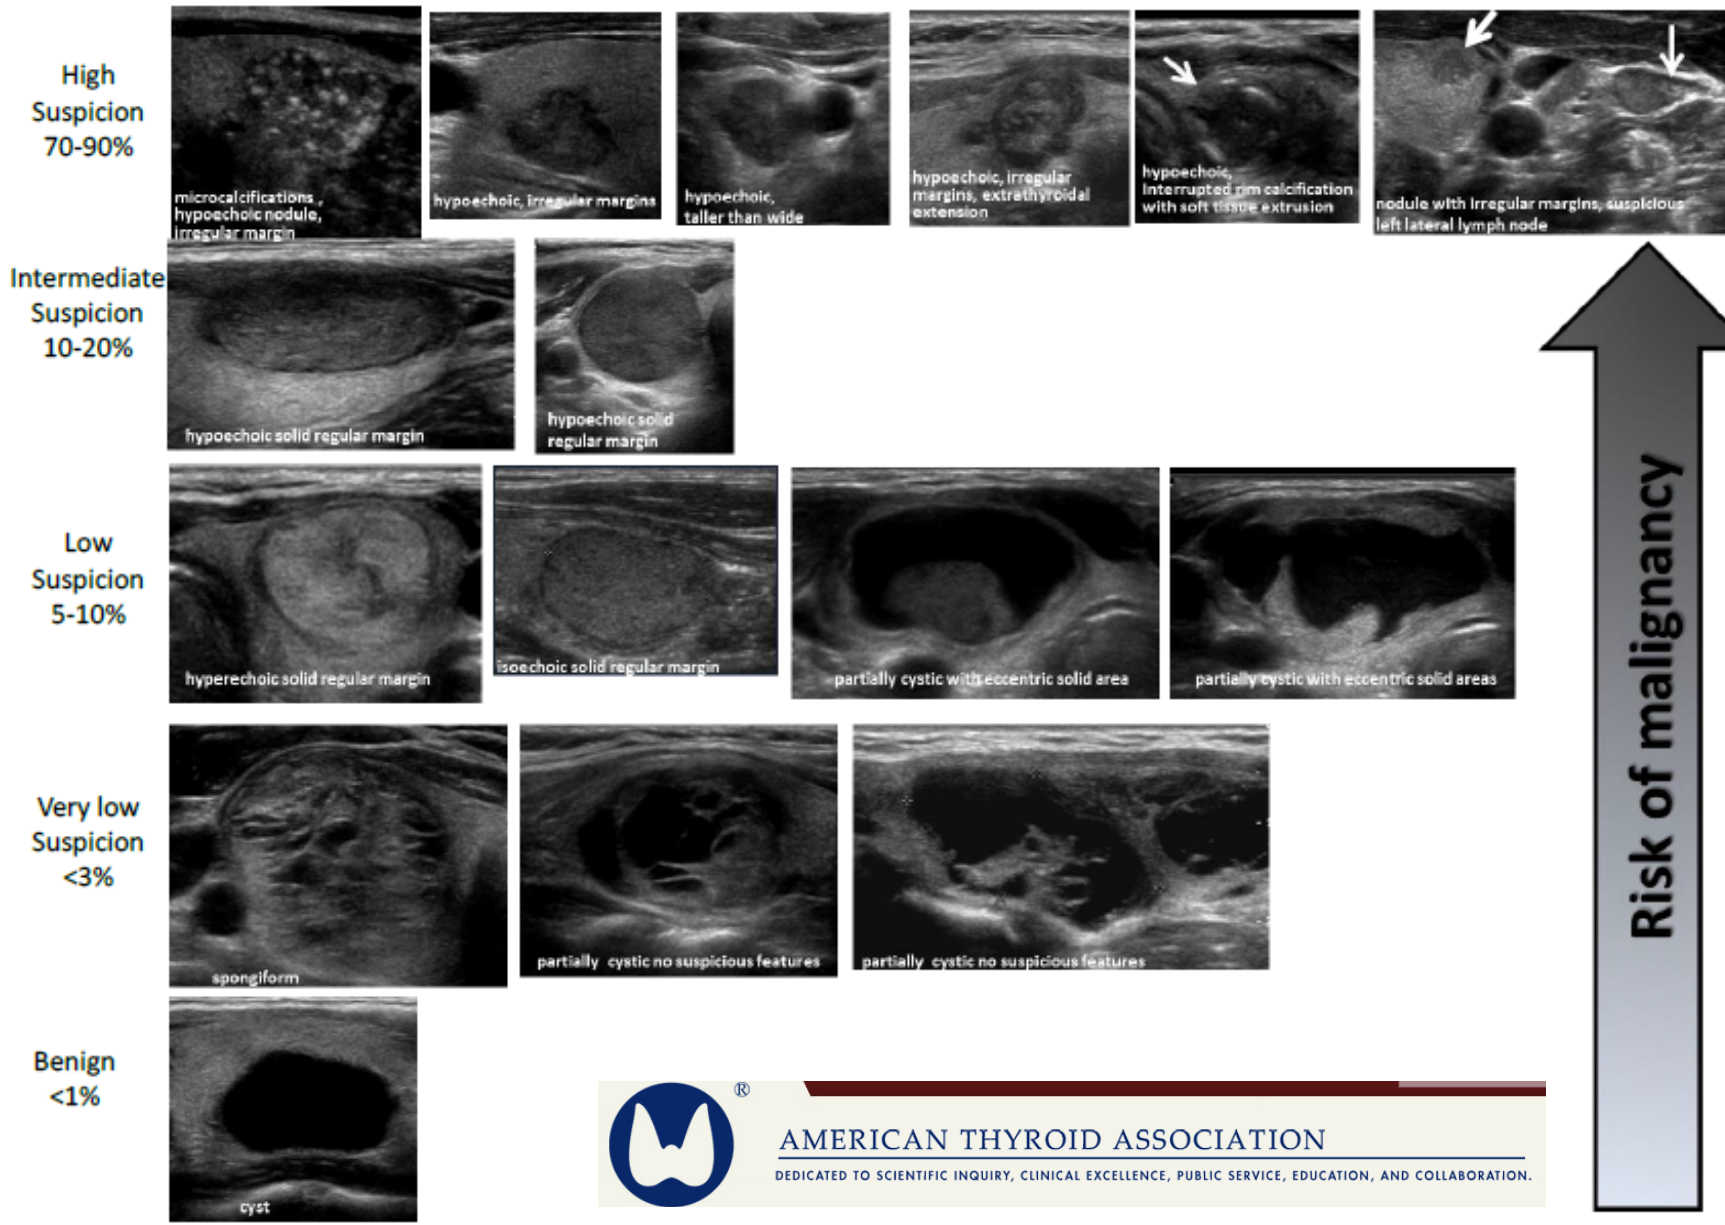 High
Suspicion
70-90%
microcalcifications ,
hypoechoic nodule,
irregular margin
hypoechoic, irregular margins
hypoechoic,
taller than wide
hypoechoic, irregular
margins, extrathyroidal
extension
hypoechoic,
Interrupted rim calcification
with soft tissue extrusion
nodule with irregular margins, suspicious
left lateral lymph node
Intermediate
Suspicion
10-20%
hypoechoic solid regular margin
hypoechoic solid
regular margin
Low
Suspicion
5-10%
hyperechoic solid regular margin
isoechoic solid regular margin
partially cystic with eccentric solid area
partially cystic with eccentric solid areas
Very low
Suspicion
<3%
spongiform
partially cystic no suspicious features
partially cystic no suspicious features
Benign
<1%
cyst
Risk of malignancy
®
AMERICAN THYROID ASSOCIATION
DEDICATED TO SCIENTIFIC INQUIRY, CLINICAL EXCELLENCE, PUBLIC SERVICE, EDUCATION, AND COLLABORATION.